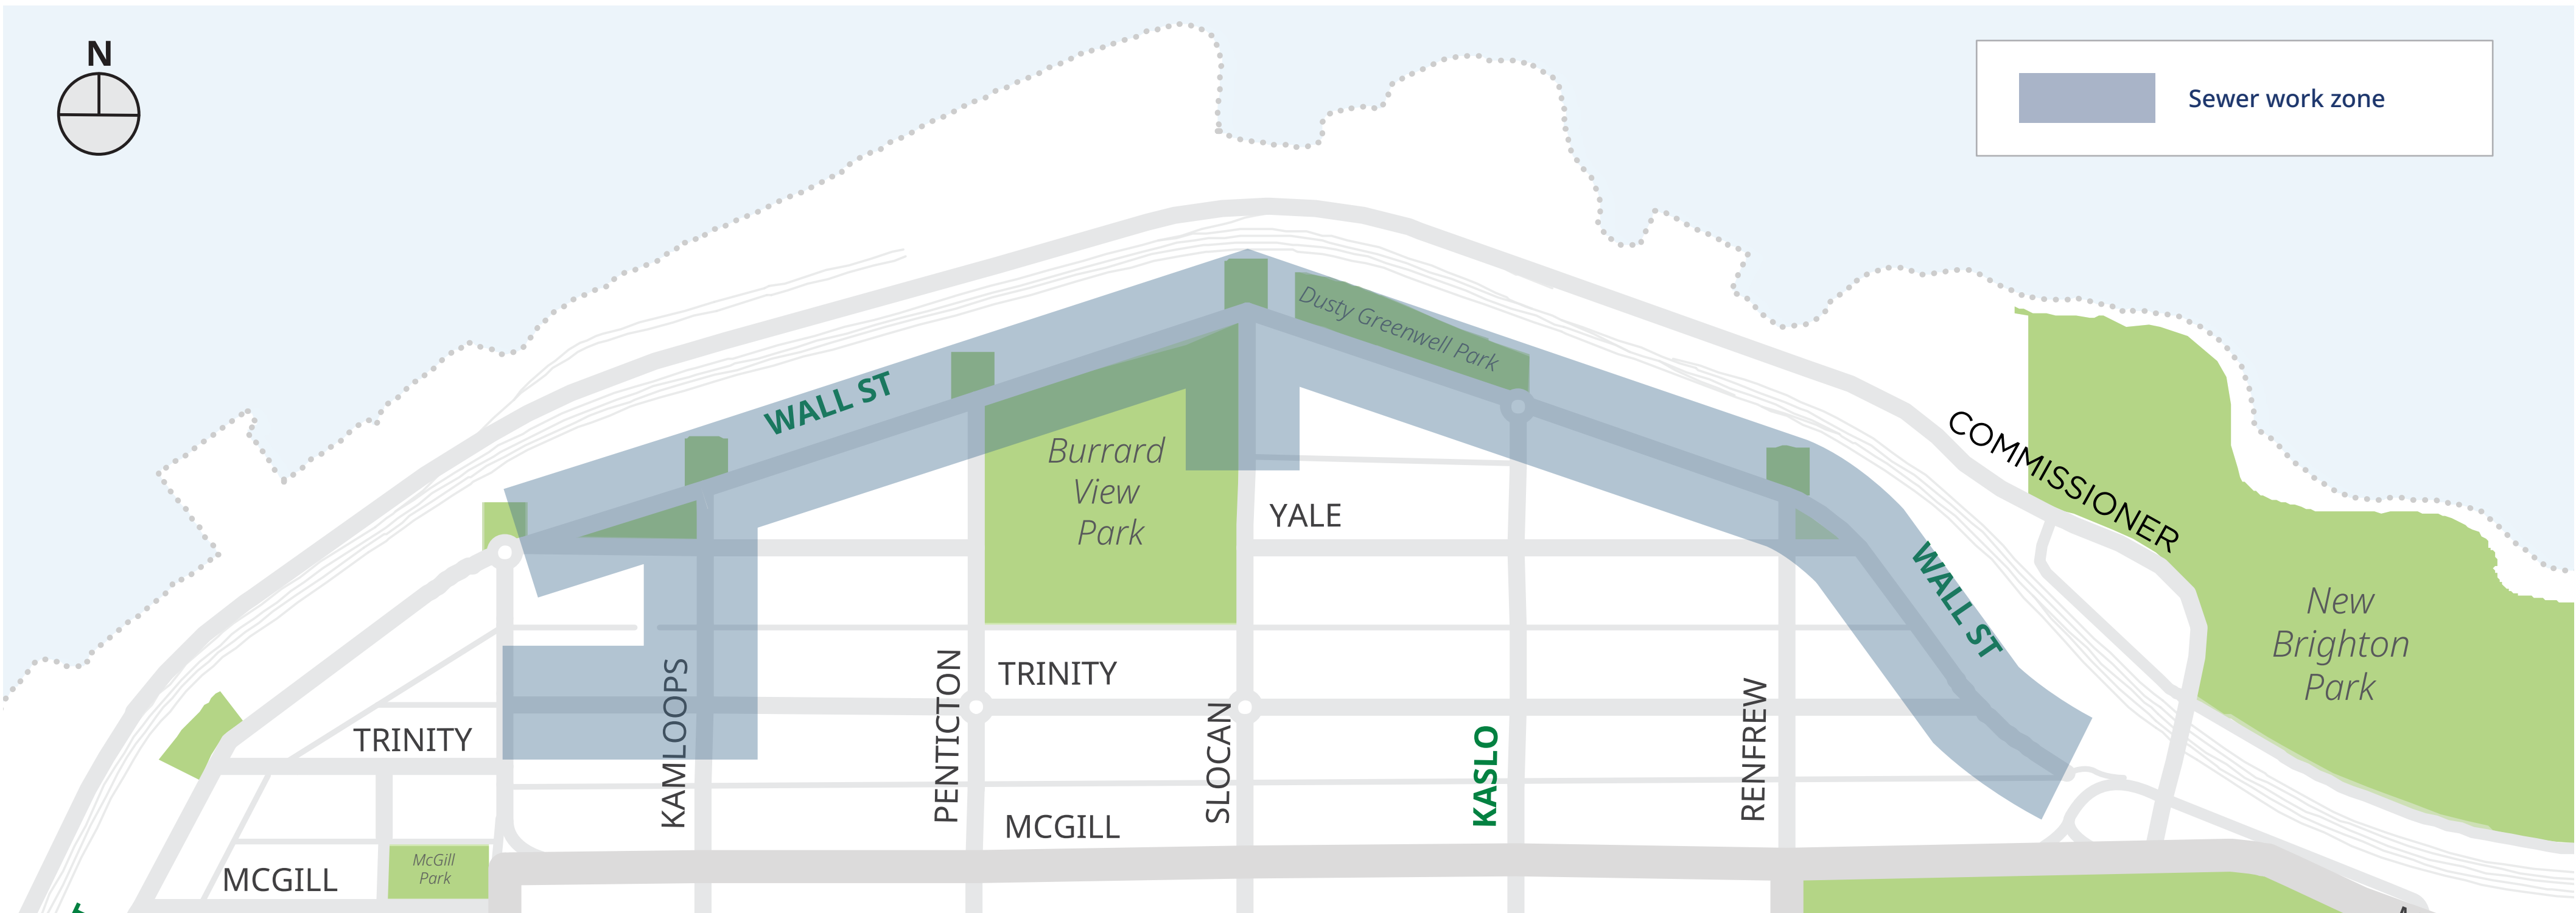 N
Sewer work zone
Dusty Greenwell Park
WALL ST
COMMISSIONER
Burrard
View
Park
YALE
WALL ST
New
Brighton
Park
TRINITY
TRINITY
KAMLOOPS
PENTICTON
SLOCAN
KASLO
RENFREW
MCGILL
McGill
Park
MCGILL